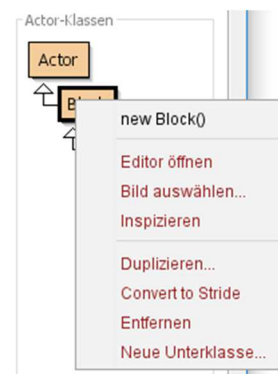 Actor-Klassen
Actor
new Block()
Editor öffnen
Bild auswählen...
Inspizieren
Duplizieren...
Convert to Stride
Entfernen
Neue Unterklasse...